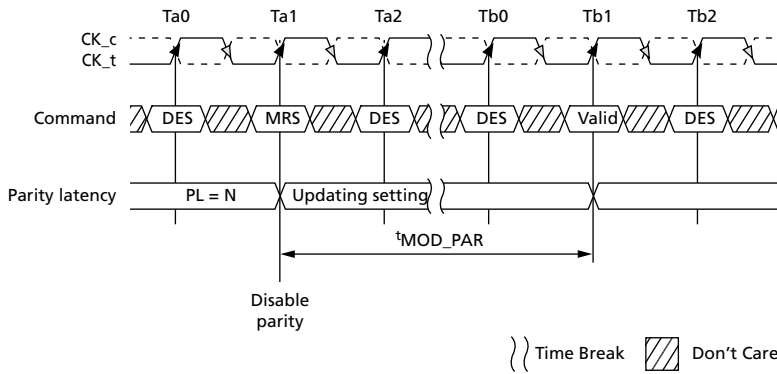 Ta0 Ta1 Ta2 Tb0 Tb1 Tb2
CK_c
CK_t
Command DES MRS DES DES Valid DES
Parity latency PL = N Updating setting
tMOD_PAR
Disable
parity
Time Break Don't Care